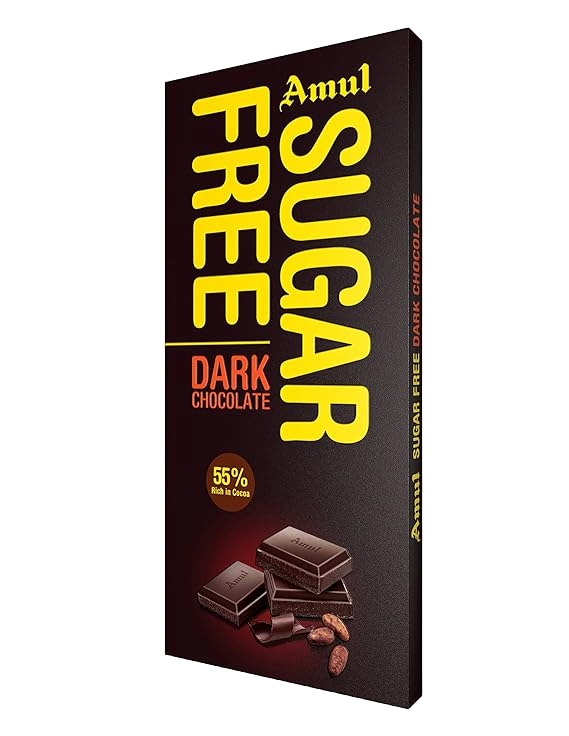 Amul
SUGAR
FREE
DARK
CHOCOLATE
55%
Rich in Cocoa
Amul
Amul
Amul SUGAR FREE DARK CHOCOLATE